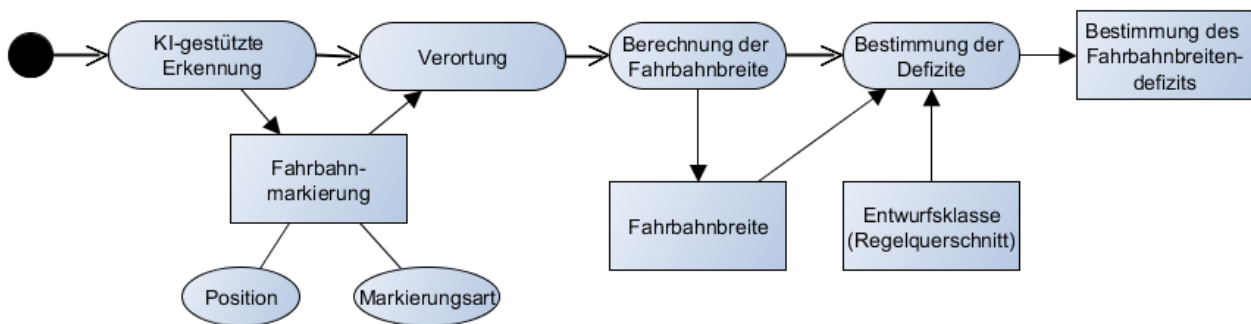 KI-gestützte
Erkennung
Verortung
Berechnung der
Fahrbahnbreite
Bestimmung der
Defizite
Bestimmung des
Fahrbahnbreiten-
defizits
Fahrbahn-
markierung
Fahrbahnbreite
Entwurfsklasse
(Regelquerschnitt)
Position
Markierungsart